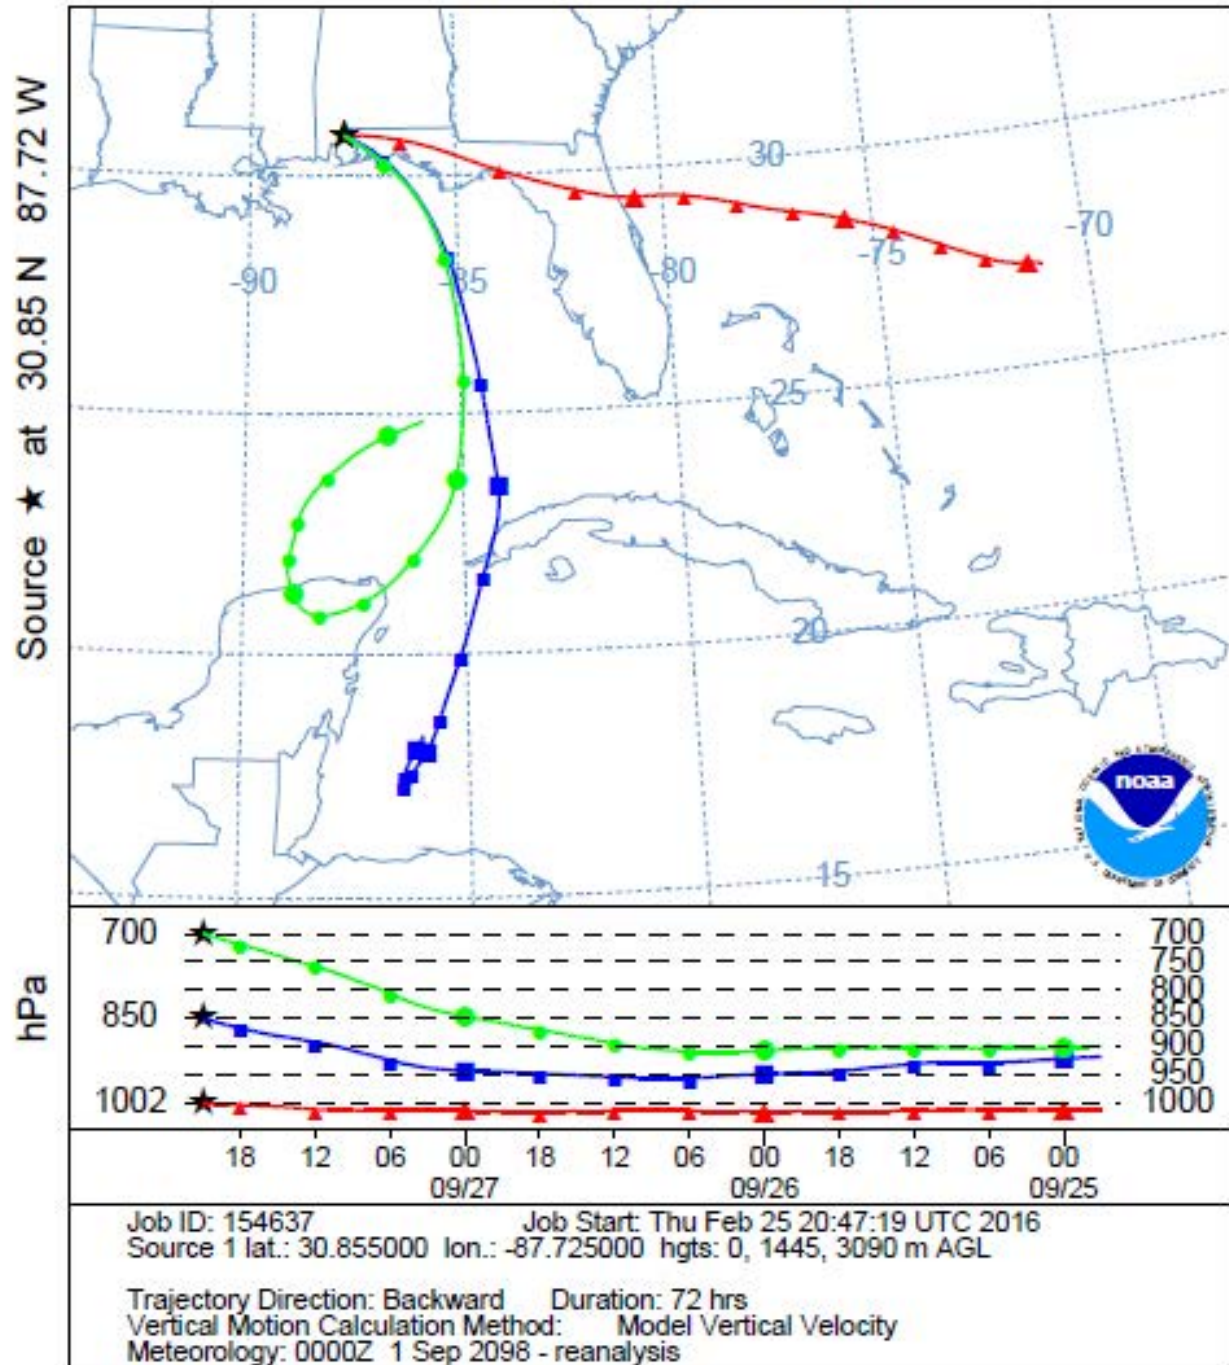 Source ★ at 30.85 N 87.72 W
30
-70
-75
-80
-85
-90
25
20
15
noaa
hPa
700 700
750
800
850 850
900
950
1002 1000
18 12 06 00 18 12 06 00 18 12 06 00
09/27 09/26 09/25
Job ID: 154637 Job Start: Thu Feb 25 20:47:19 UTC 2016
Source 1 lat.: 30.855000 lon.: -87.725000 hgts: 0, 1445, 3090 m AGL
Trajectory Direction: Backward Duration: 72 hrs
Vertical Motion Calculation Method: Model Vertical Velocity
Meteorology: 0000Z 1 Sep 2098 - reanalysis